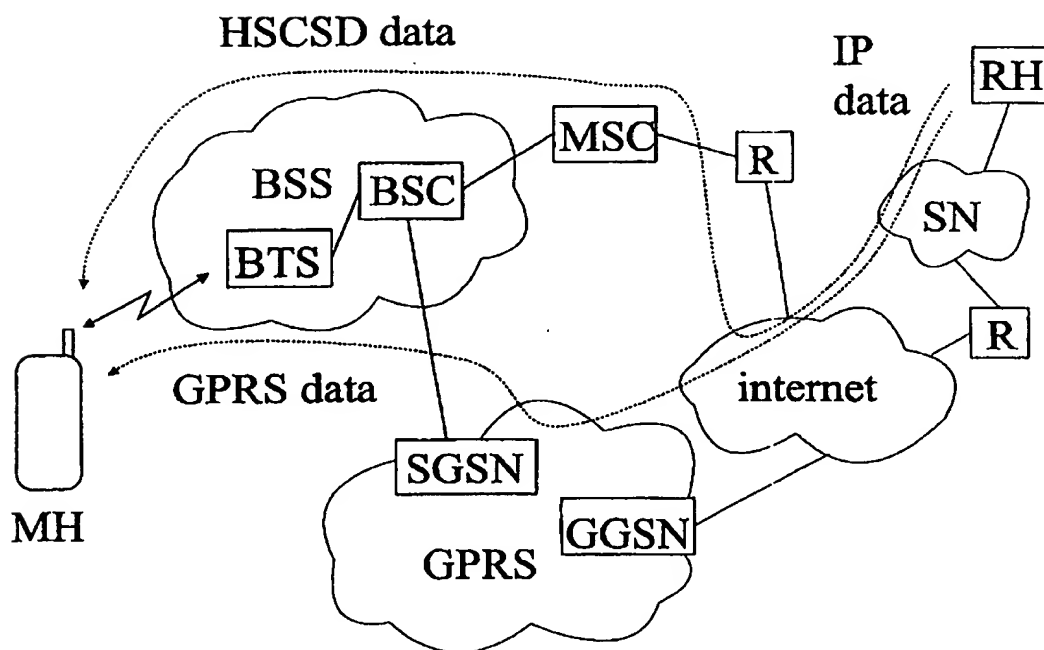 HSCSD data
IP
data
RH
MSC
R
BSS
BSC
SN
BTS
R
GPRS data
internet
SGSN
MH
GGSN
GPRS